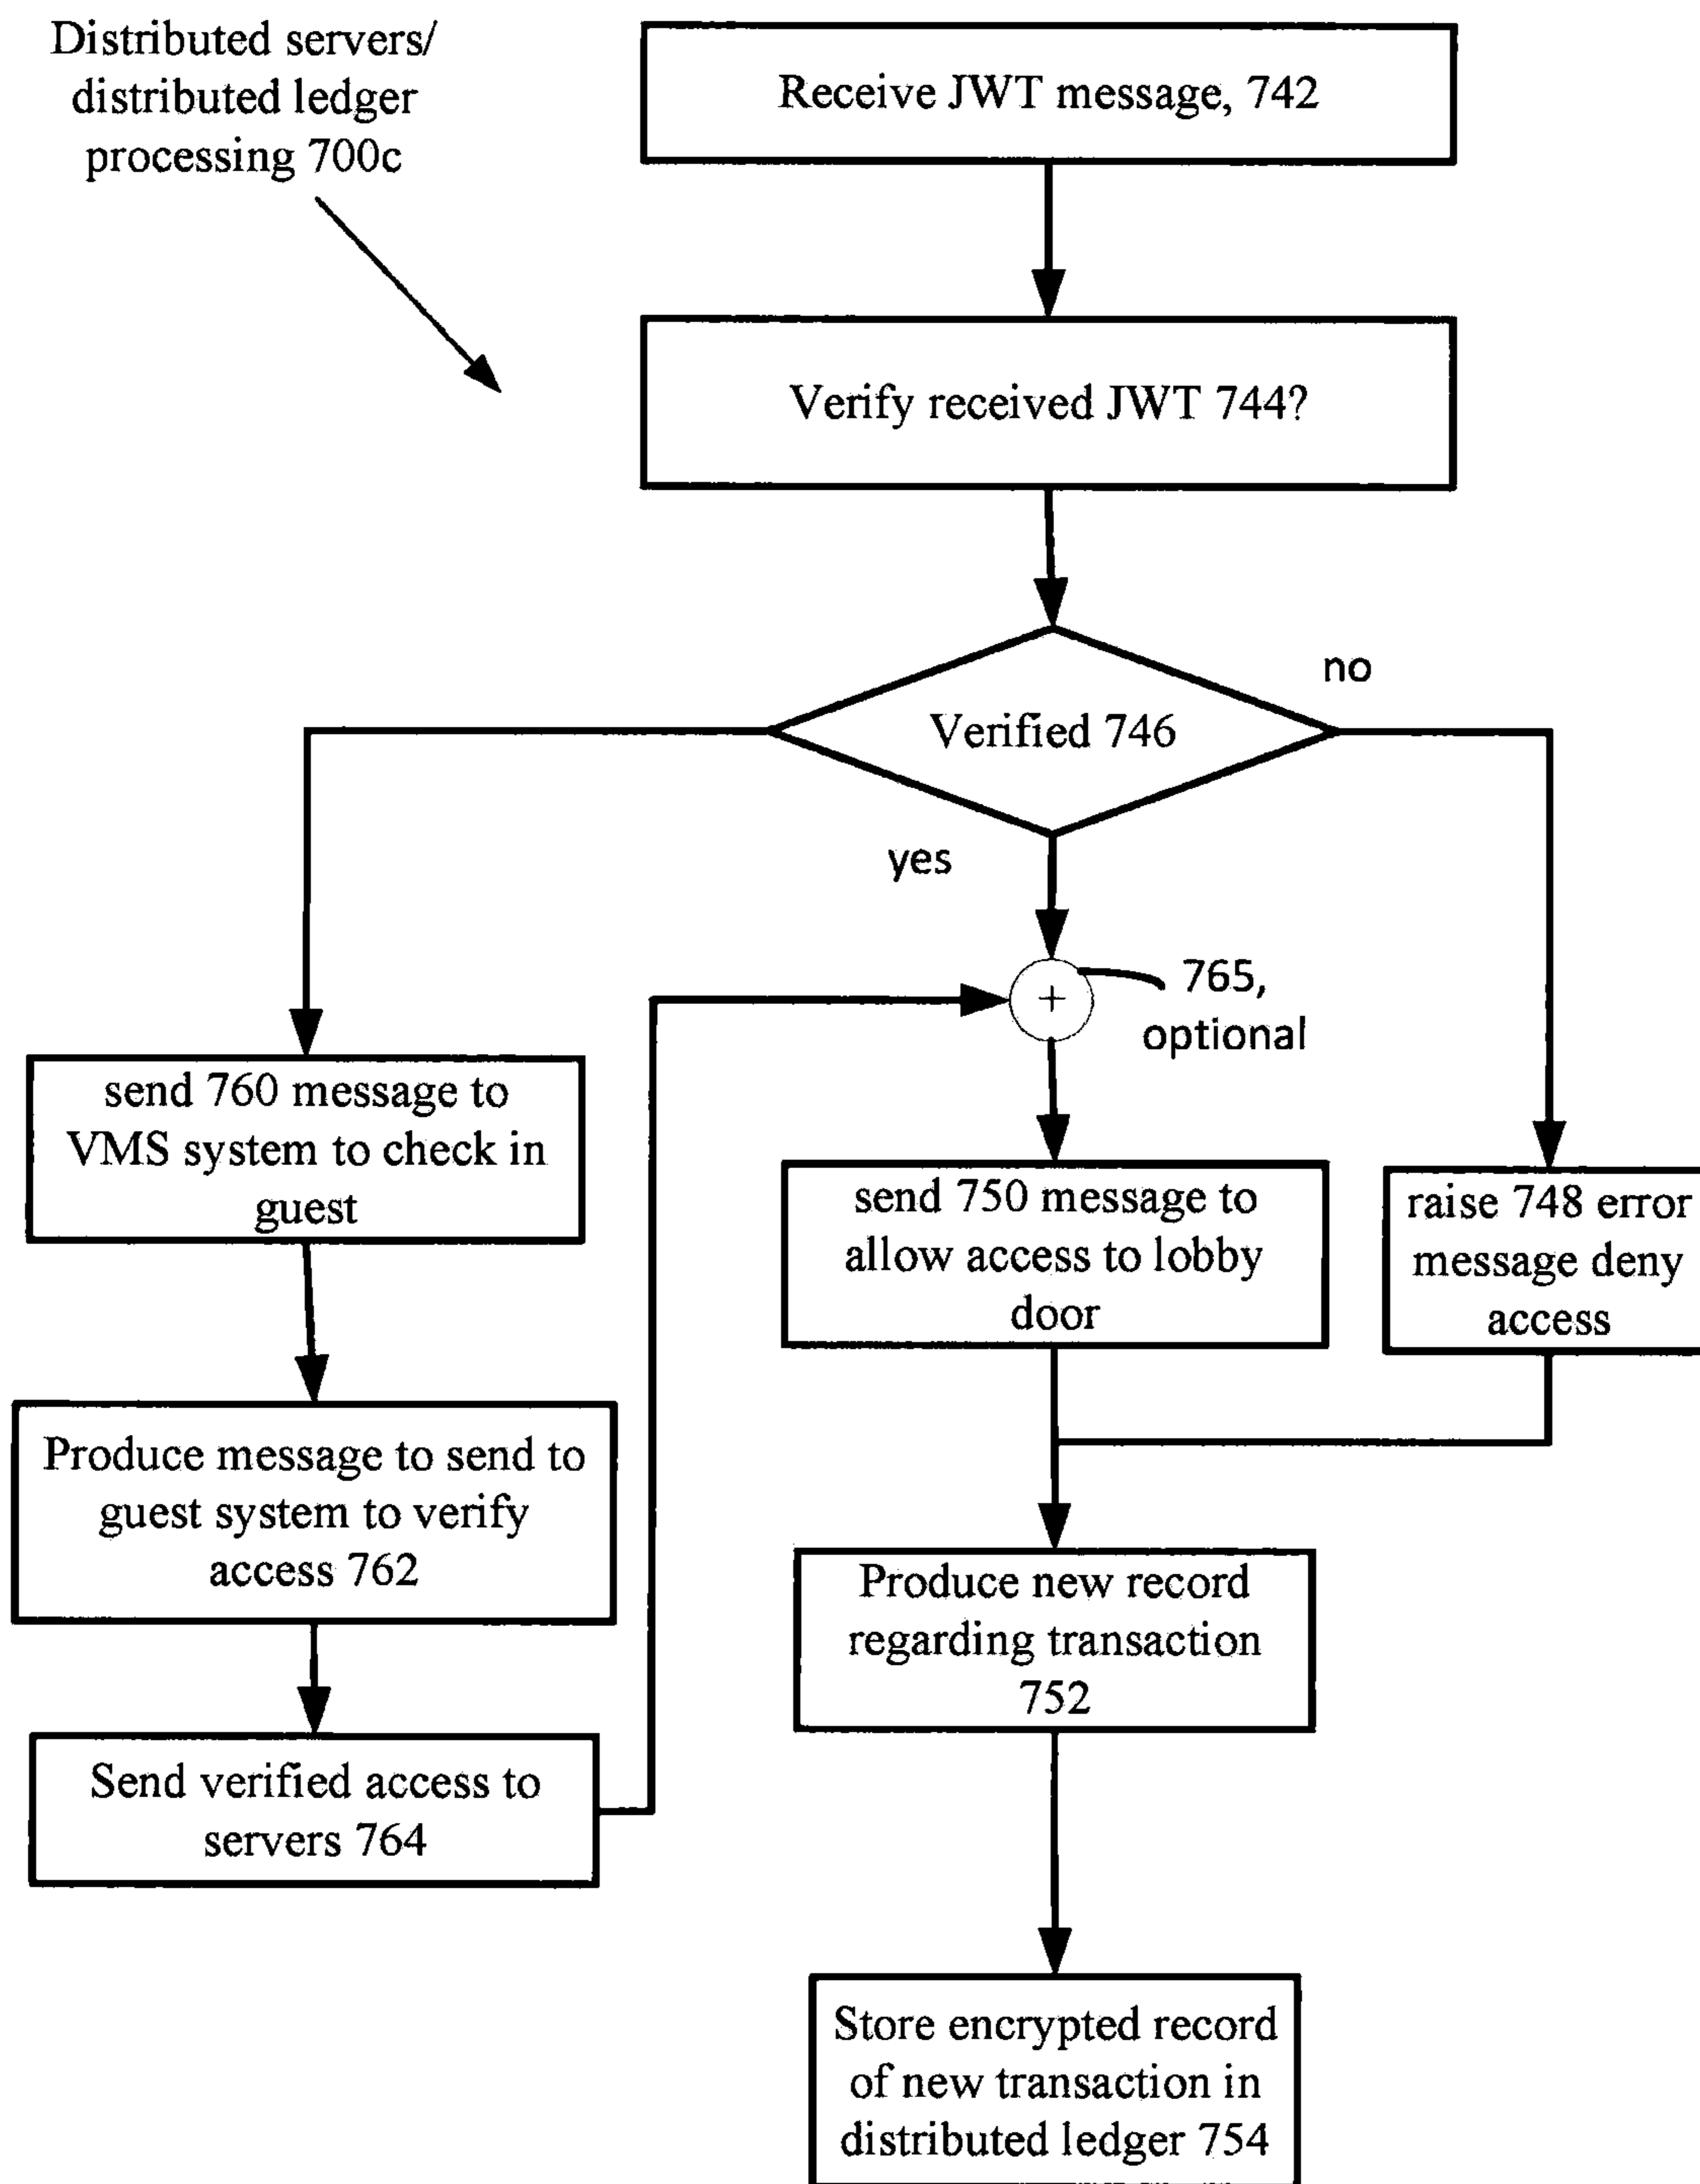 Distributed servers/
distributed ledger
processing 700c
Receive JWT message, 742
Verify received JWT 744?
Verified 746
no
yes
+
765,
optional
send 760 message to
VMS system to check in
guest
send 750 message to
allow access to lobby
door
raise 748 error
message deny
access
Produce message to send to
guest system to verify
access 762
Produce new record
regarding transaction
752
Send verified access to
servers 764
Store encrypted record
of new transaction in
distributed ledger 754